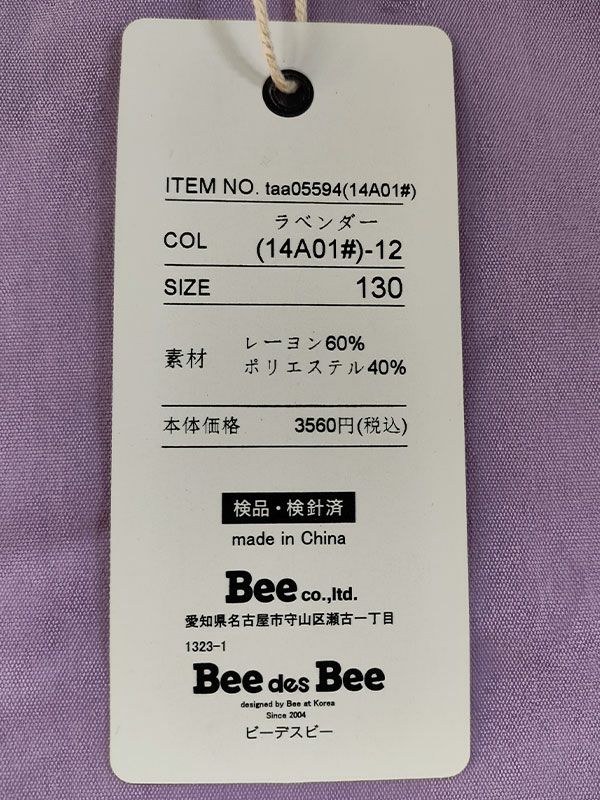 ITEM NO. taa05594(14A01#)
ラベンダー
COL (14A01#)-12
SIZE 130
レーヨン60%
素材
ポリエステル40%
本体価格 3560円(税込)
検品・検針済
made in China
Bee co.,ltd.
愛知県名古屋市守山区瀬古一丁目
1323-1
Bee des Bee
designed by Bee at Korea
Since 2004
ビーデスビー